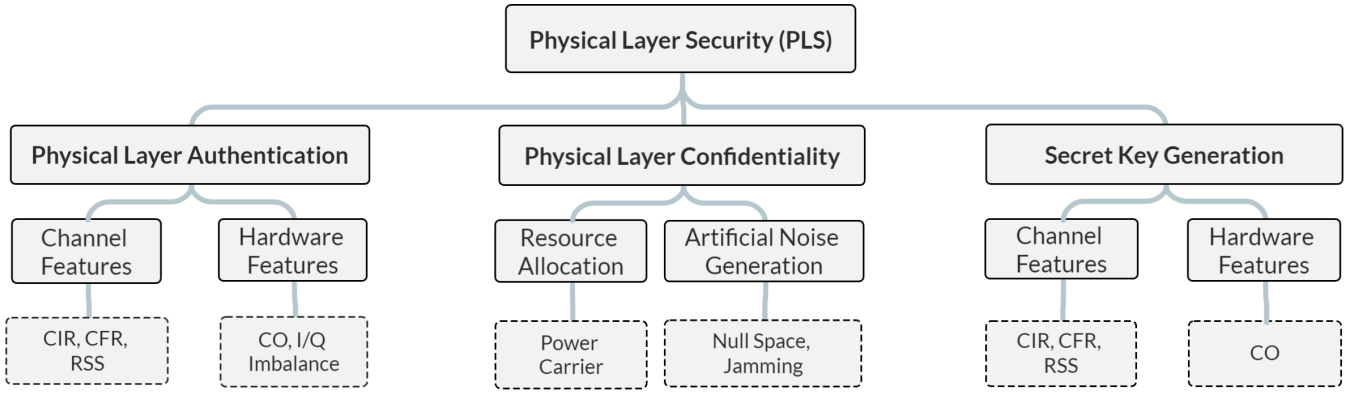 Physical Layer Security (PLS)
Physical Layer Authentication
Physical Layer Confidentiality
Secret Key Generation
Channel
Features
Hardware
Features
Resource
Allocation
Artificial Noise
Generation
Channel
Features
Hardware
Features
CIR, CFR,
RSS
CO, I/Q
Imbalance
Power
Carrier
Null Space,
Jamming
CIR, CFR,
RSS
CO